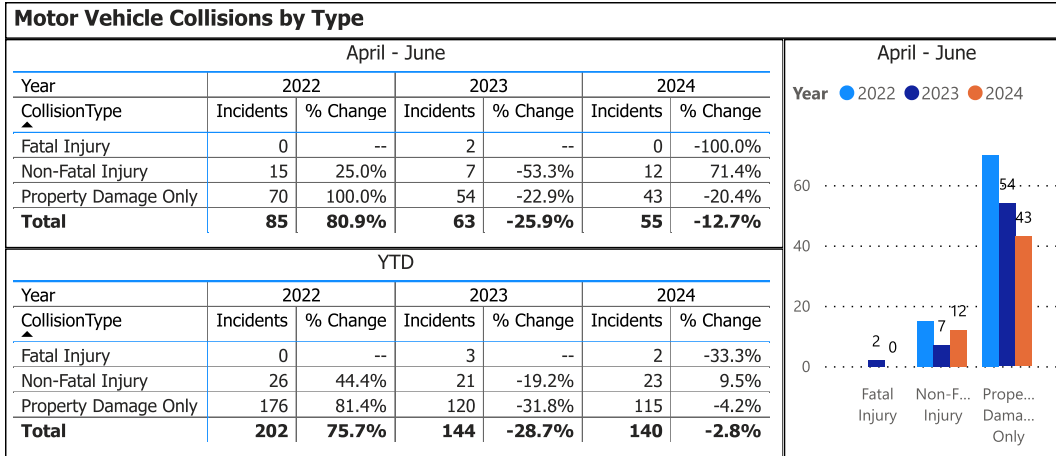 Motor Vehicle Collisions by Type
April - June
Year 2022 2023 2024
CollisionType Incidents % Change Incidents % Change Incidents % Change
Fatal Injury 0 -- 2 -- 0 -100.0%
Non-Fatal Injury 15 25.0% 7 -53.3% 12 71.4%
Property Damage Only 70 100.0% 54 -22.9% 43 -20.4%
Total 85 80.9% 63 -25.9% 55 -12.7%
YTD
Year 2022 2023 2024
CollisionType Incidents % Change Incidents % Change Incidents % Change
Fatal Injury 0 -- 3 -- 2 -33.3%
Non-Fatal Injury 26 44.4% 21 -19.2% 23 9.5%
Property Damage Only 176 81.4% 120 -31.8% 115 -4.2%
Total 202 75.7% 144 -28.7% 140 -2.8%
April - June
Year 2022 2023 2024
60
40
20
0
2 0
7 12
54 43
Fatal Non-F... Prope...
Injury Injury Dama...
Only